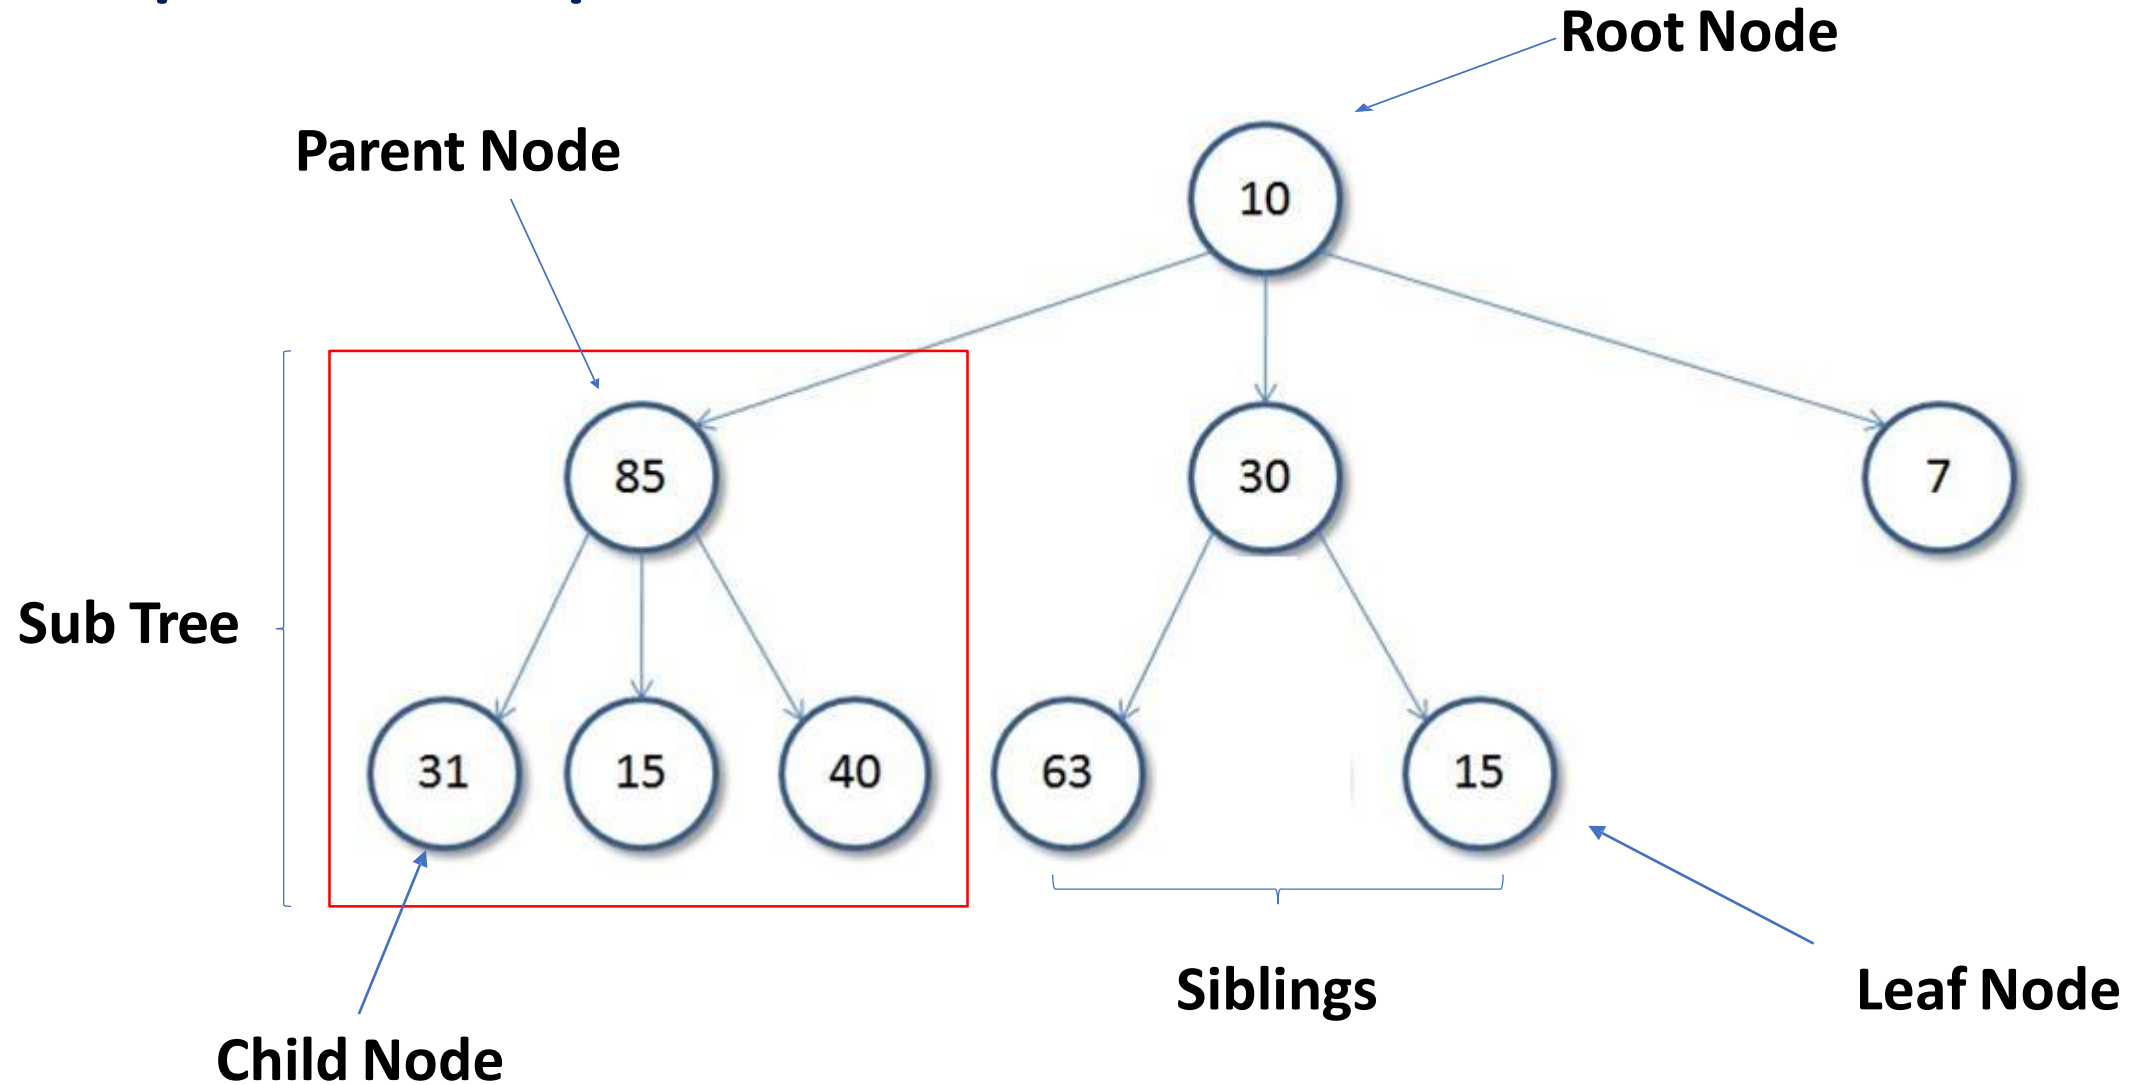 Root Node
Parent Node
10
85
30
7
Sub Tree
31
15
40
63
15
Siblings
Leaf Node
Child Node